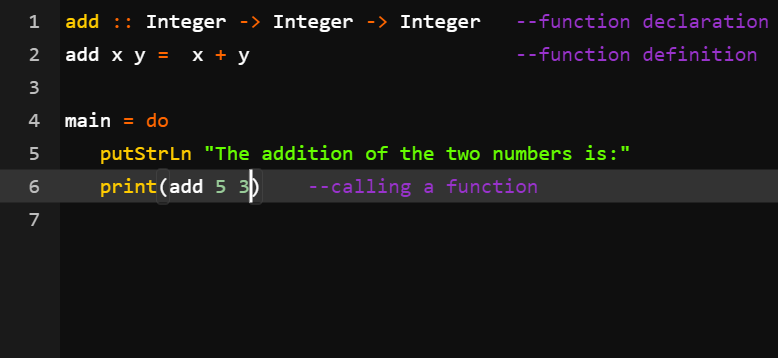 1 add :: Integer -> Integer -> Integer   --function declaration
2 add x y =  x + y                       --function definition
3
4 main = do
5    putStrLn "The addition of the two numbers is:"
6    print(add 5 3)    --calling a function
7